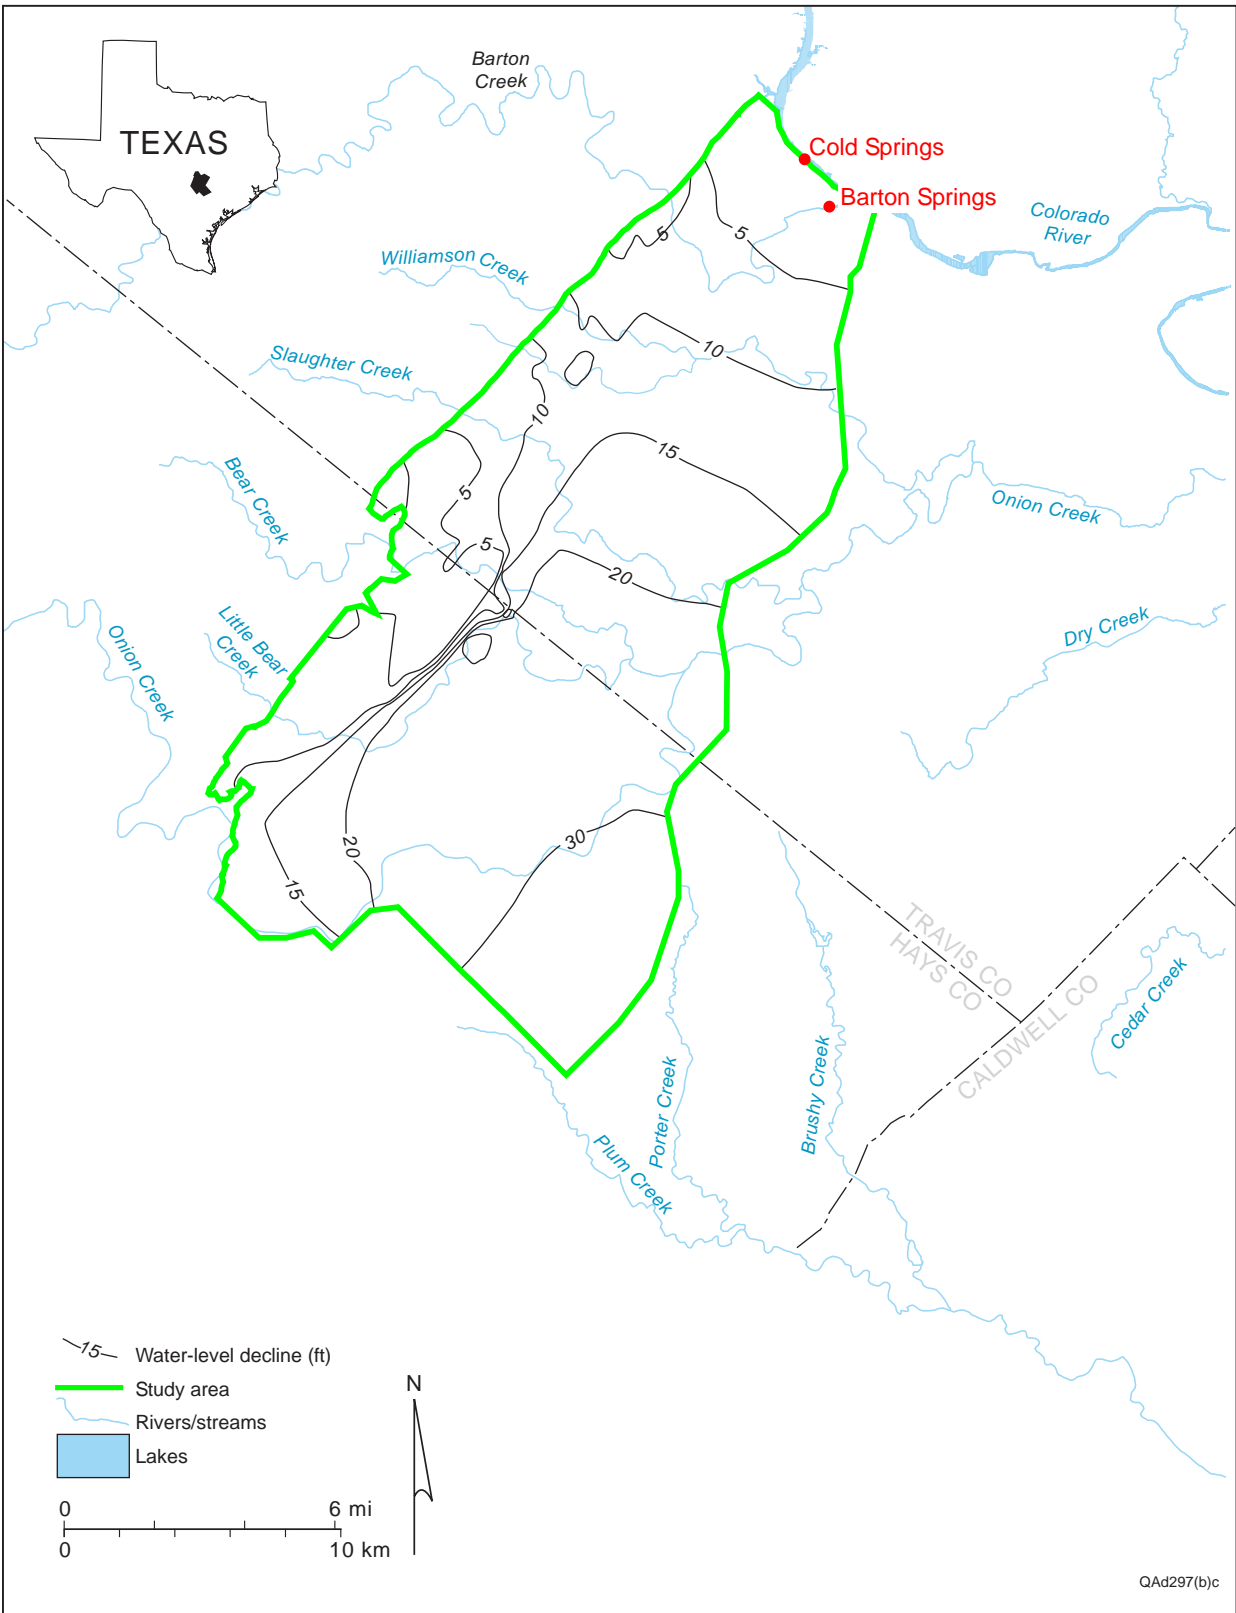 Barton
Creek
TEXAS
Cold Springs
Barton Springs
Colorado
River
5
5
Williamson Creek
10
Slaughter Creek
10
15
Bear Creek
5
Onion Creek
5
20
Little Bear
Creek
Onion Creek
Dry Creek
30
20
15
TRAVIS CO
HAYS CO
CALDWELL CO
Cedar Creek
Porter Creek
Brushy Creek
Plum Creek
15
Water-level decline (ft)
Study area
Rivers/streams
Lakes
N
0 6 mi
0 10 km
QAd297(b)c